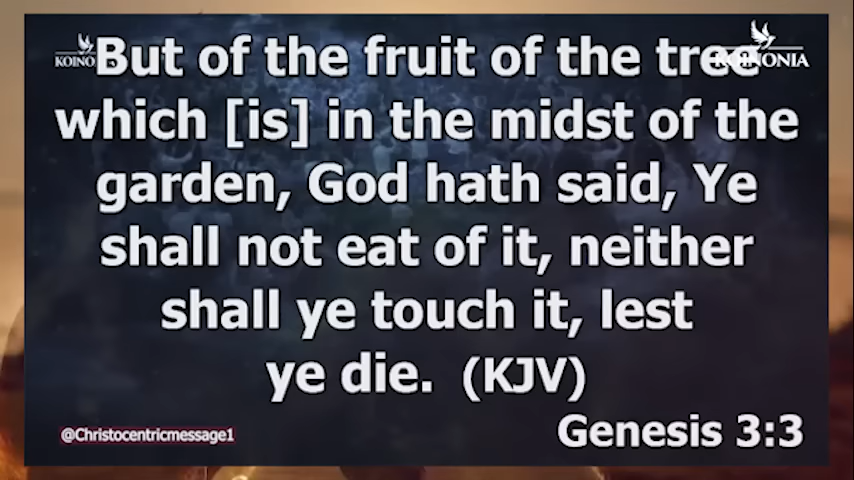 But of the fruit of the tree
KOINO
KOINONIA
which [is] in the midst of the
garden, God hath said, Ye
shall not eat of it, neither
shall ye touch it, lest
ye die. (KJV)
@Christocentricmessage1
Genesis 3:3